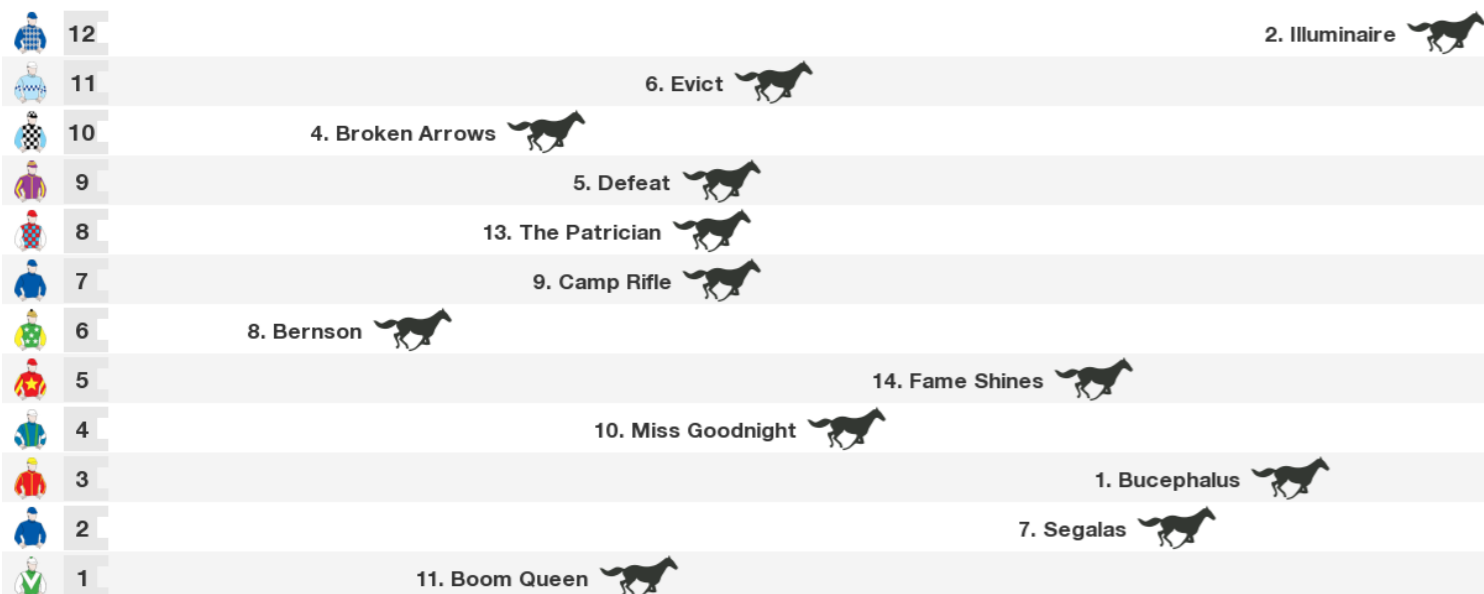 12 2. Illuminaire
11 6. Evict
10 4. Broken Arrows
9 5. Defeat
8 13. The Patrician
7 9. Camp Rifle
6 8. Bernson
5 14. Fame Shines
4 10. Miss Goodnight
3 1. Bucephalus
2 7. Segalas
1 11. Boom Queen